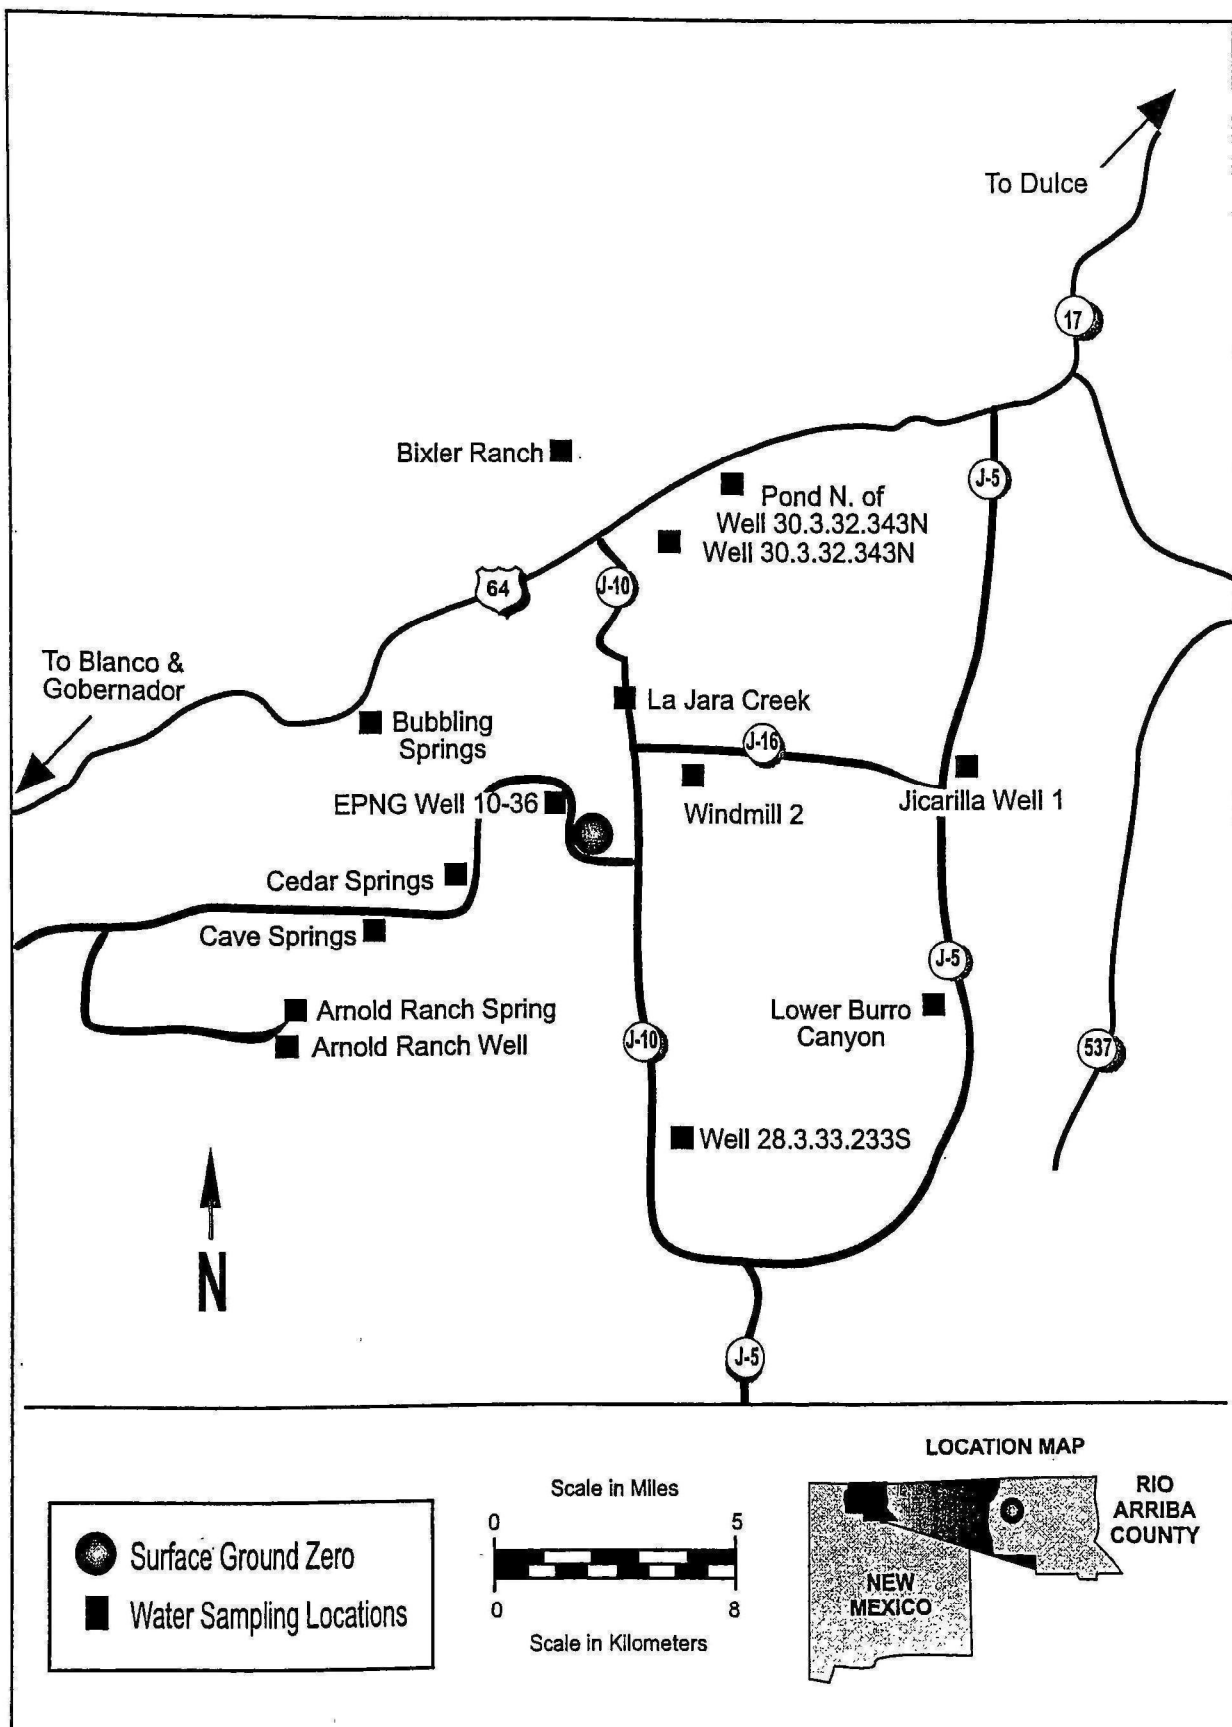 To Dulce
17
Bixler Ranch
J-5
Pond N. of
Well 30.3.32.343N
Well 30.3.32.343N
64
J-10
To Blanco &
Gobernador
La Jara Creek
Bubbling
Springs
J-16
EPNG Well 10-36
Windmill 2
Jicarilla Well 1
Cedar Springs
Cave Springs
J-5
Arnold Ranch Spring
Arnold Ranch Well
Lower Burro
Canyon
J-10
537
Well 28.3.33.233S
N
J-5
LOCATION MAP
Surface Ground Zero
Water Sampling Locations
Scale in Miles
0 5
0 8
Scale in Kilometers
RIO
ARRIBA
COUNTY
NEW
MEXICO